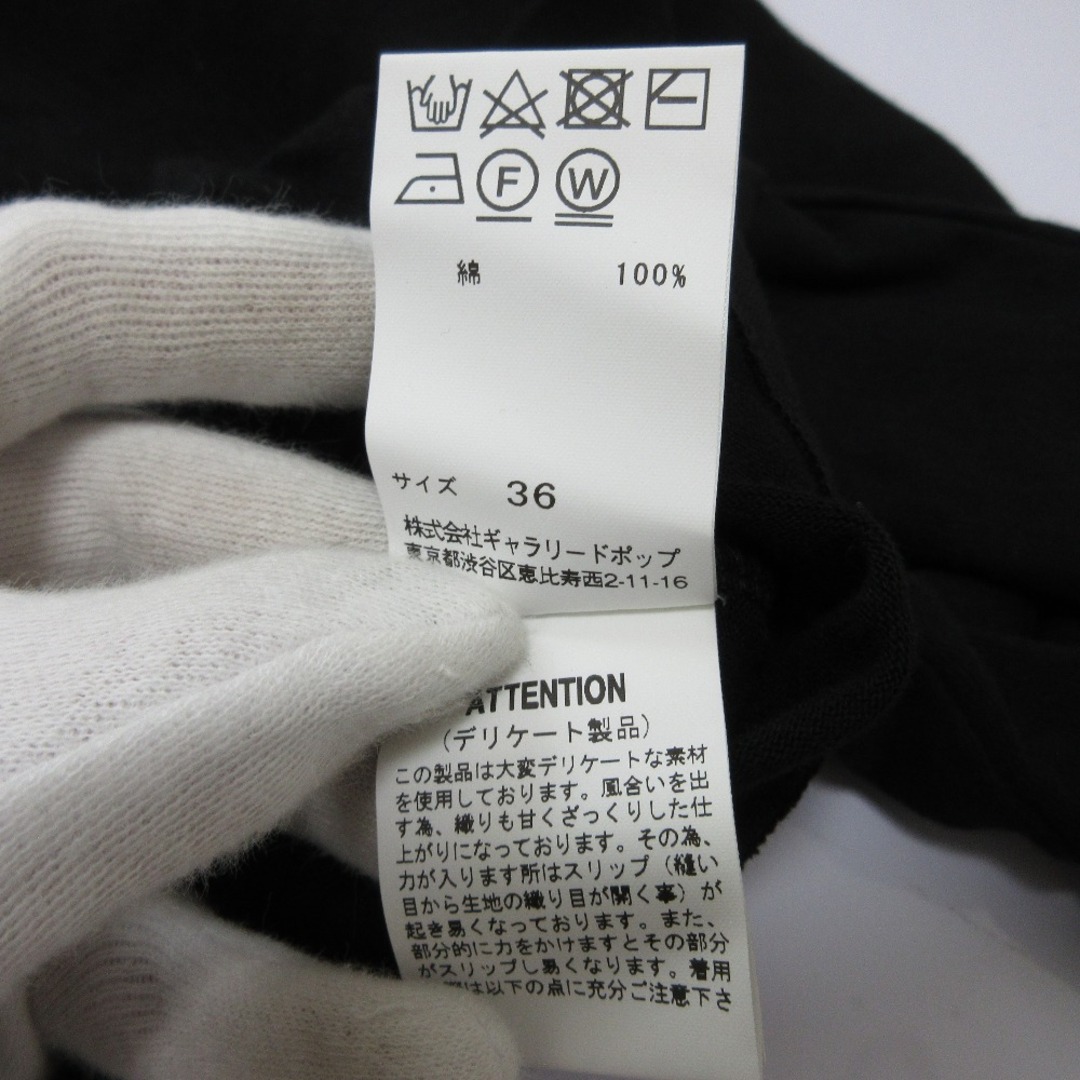 F W
綿 100%
サイズ 36
株式会社ギャラリードポップ
東京都渋谷区恵比寿西2-11-16
ATTENTION
(デリケート製品)
この製品は大変デリケートな素材
を使用しております。風合いを出
す為、織りも甘くざっくりした仕
上がりになっております。その為、
力が入ります所はスリップ(縫い
目から生地の織り目が開く事)が
起き易くなっております。また、
部分的に力をかけますとその部分
がスリップし易くなります。着用
は以下の点に充分ご注意下さ